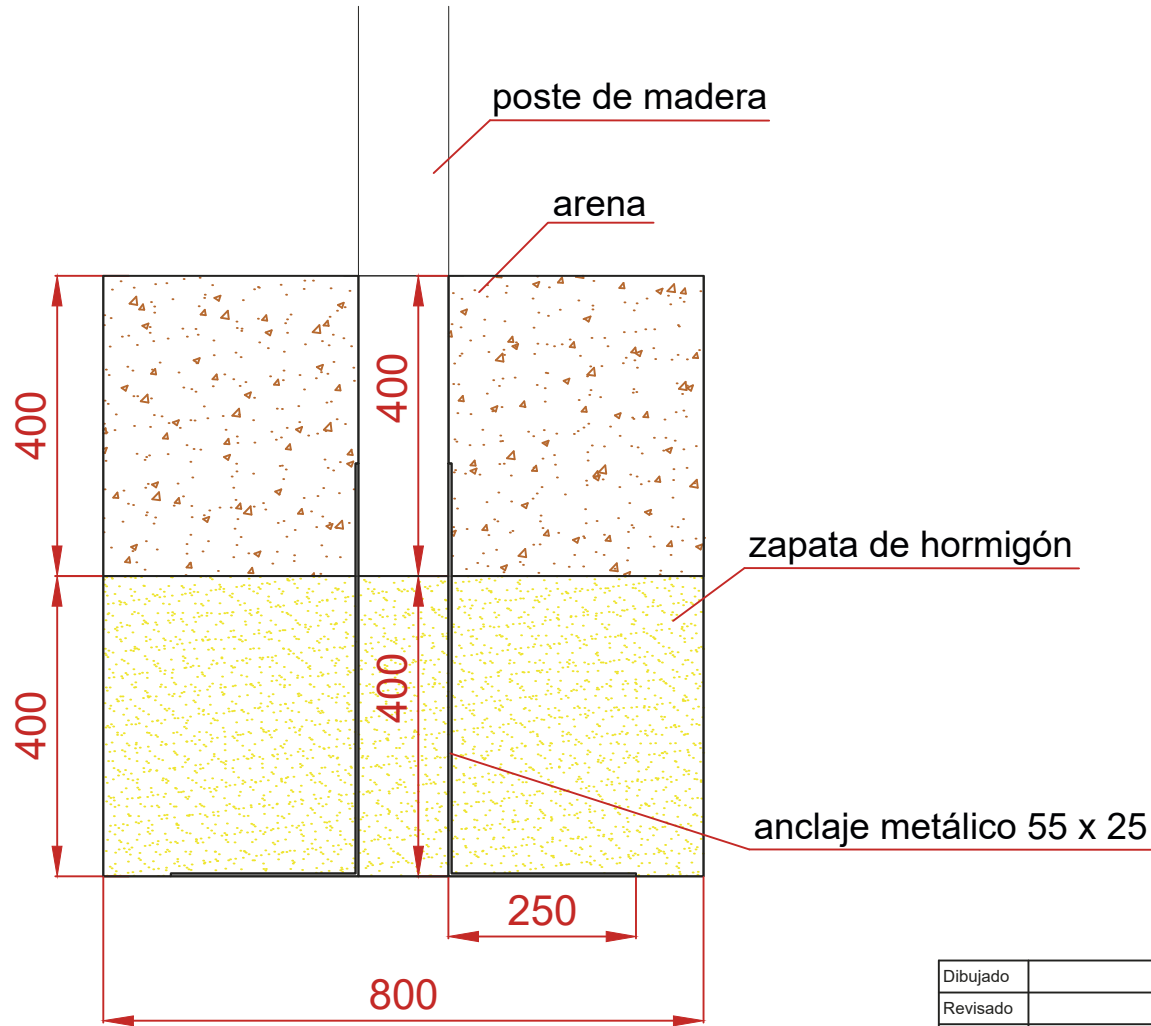 poste de madera
arena
400
400
zapata de hormigón
400
400
anclaje metálico 55 x 25
250
800
Dibujado
Revisado